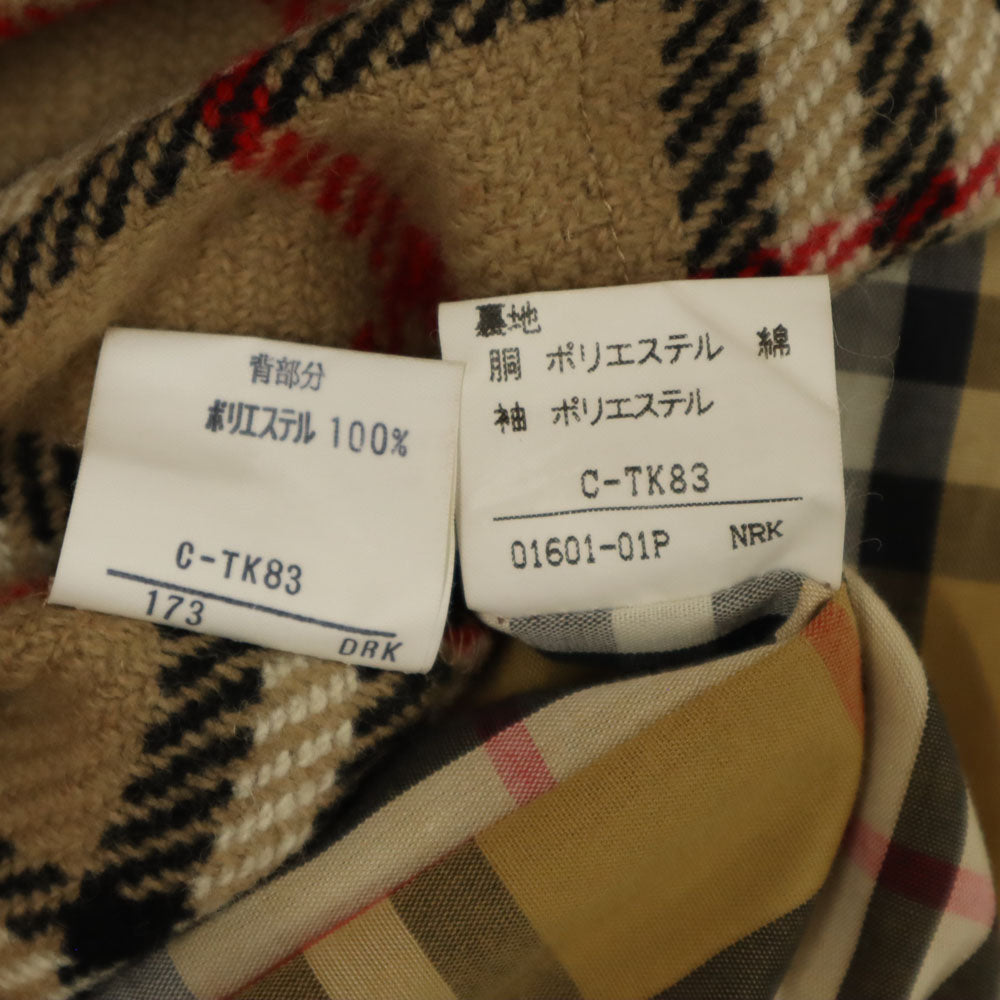 背部分
ポリエステル 100%
C-TK83
173
DRK
裏地
胴 ポリエステル 綿
袖 ポリエステル
C-TK83
01601-01P NRK